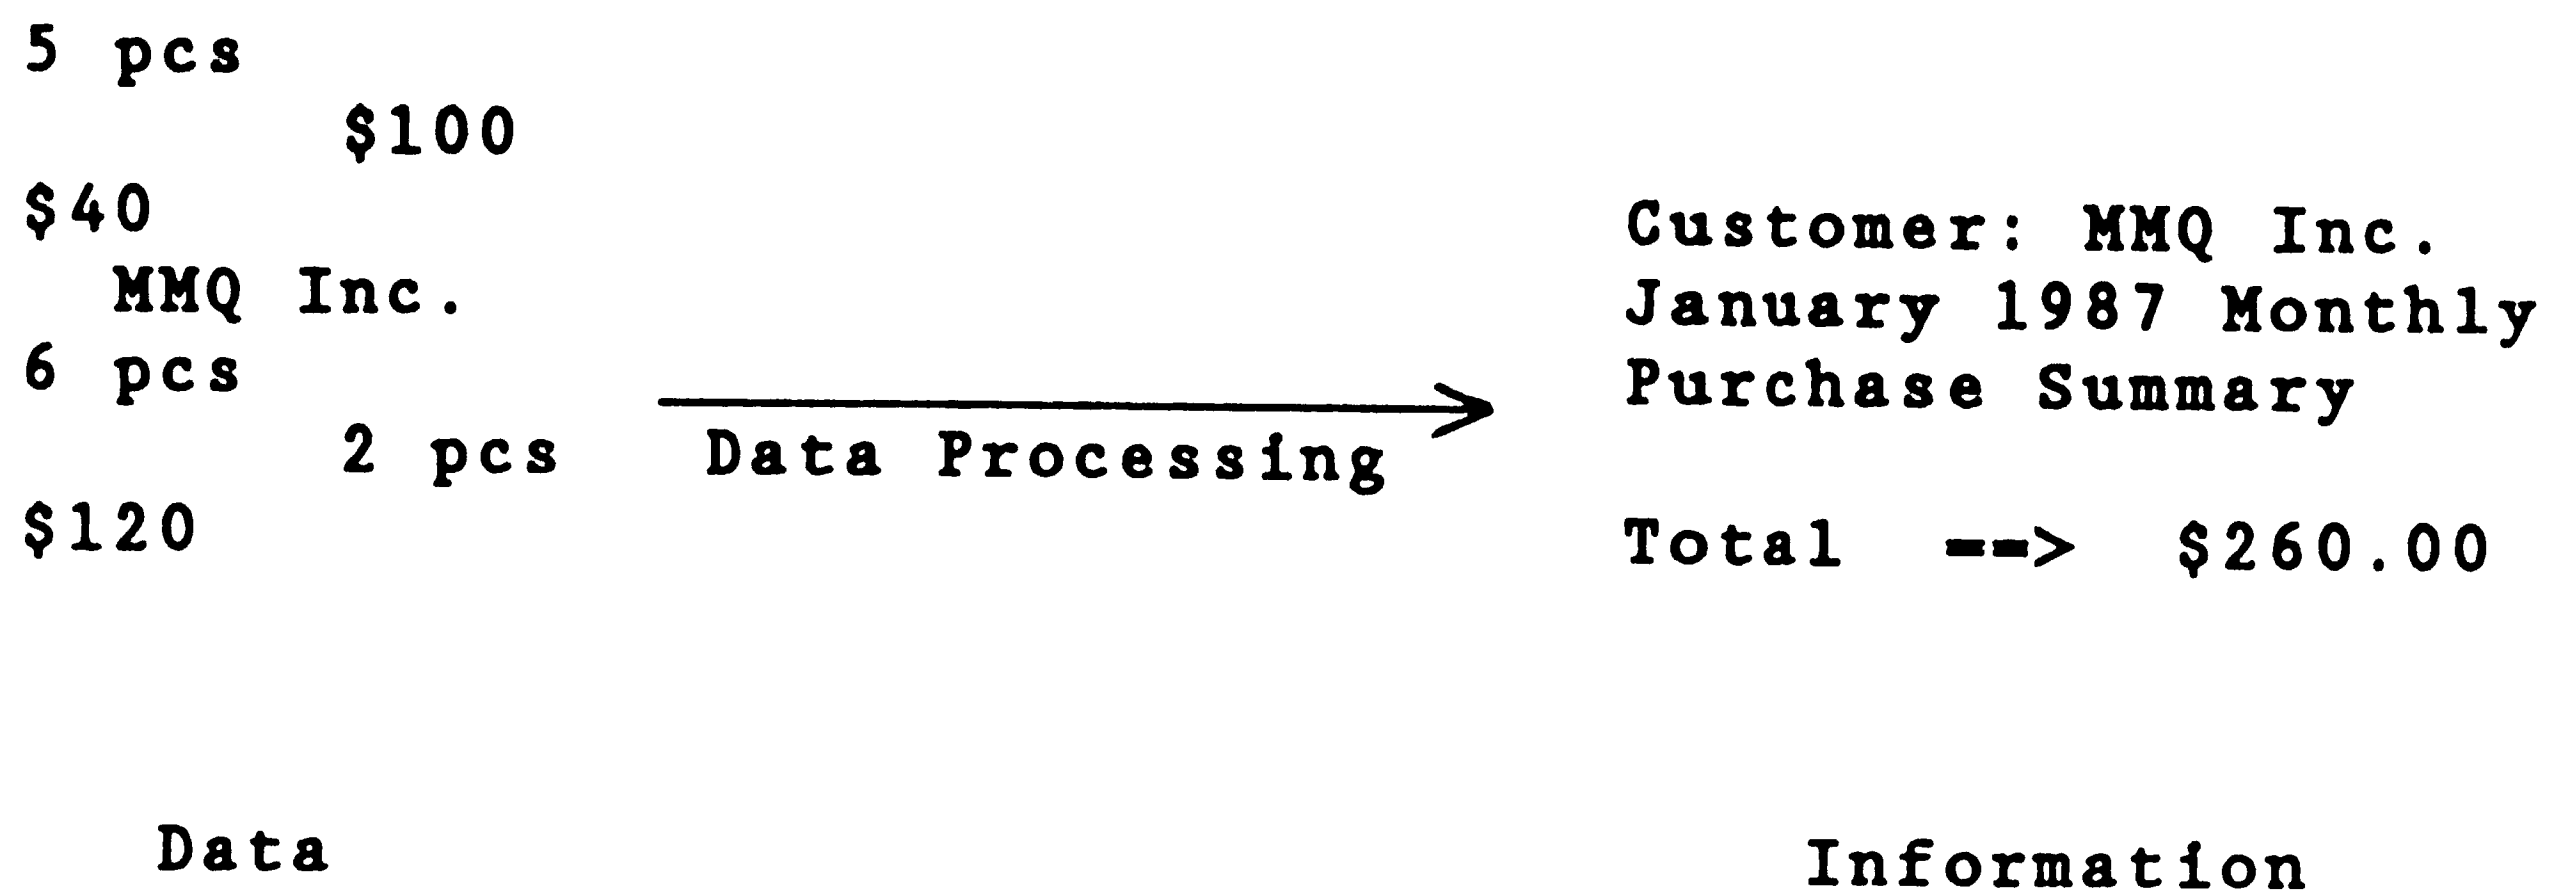 5 pcs
$100
$40
MMQ Inc.
6 pcs
2 pcs
$120
Data Processing
Customer: MMQ Inc.
January 1987 Monthly
Purchase Summary
Total ==> $260.00
Data
Information